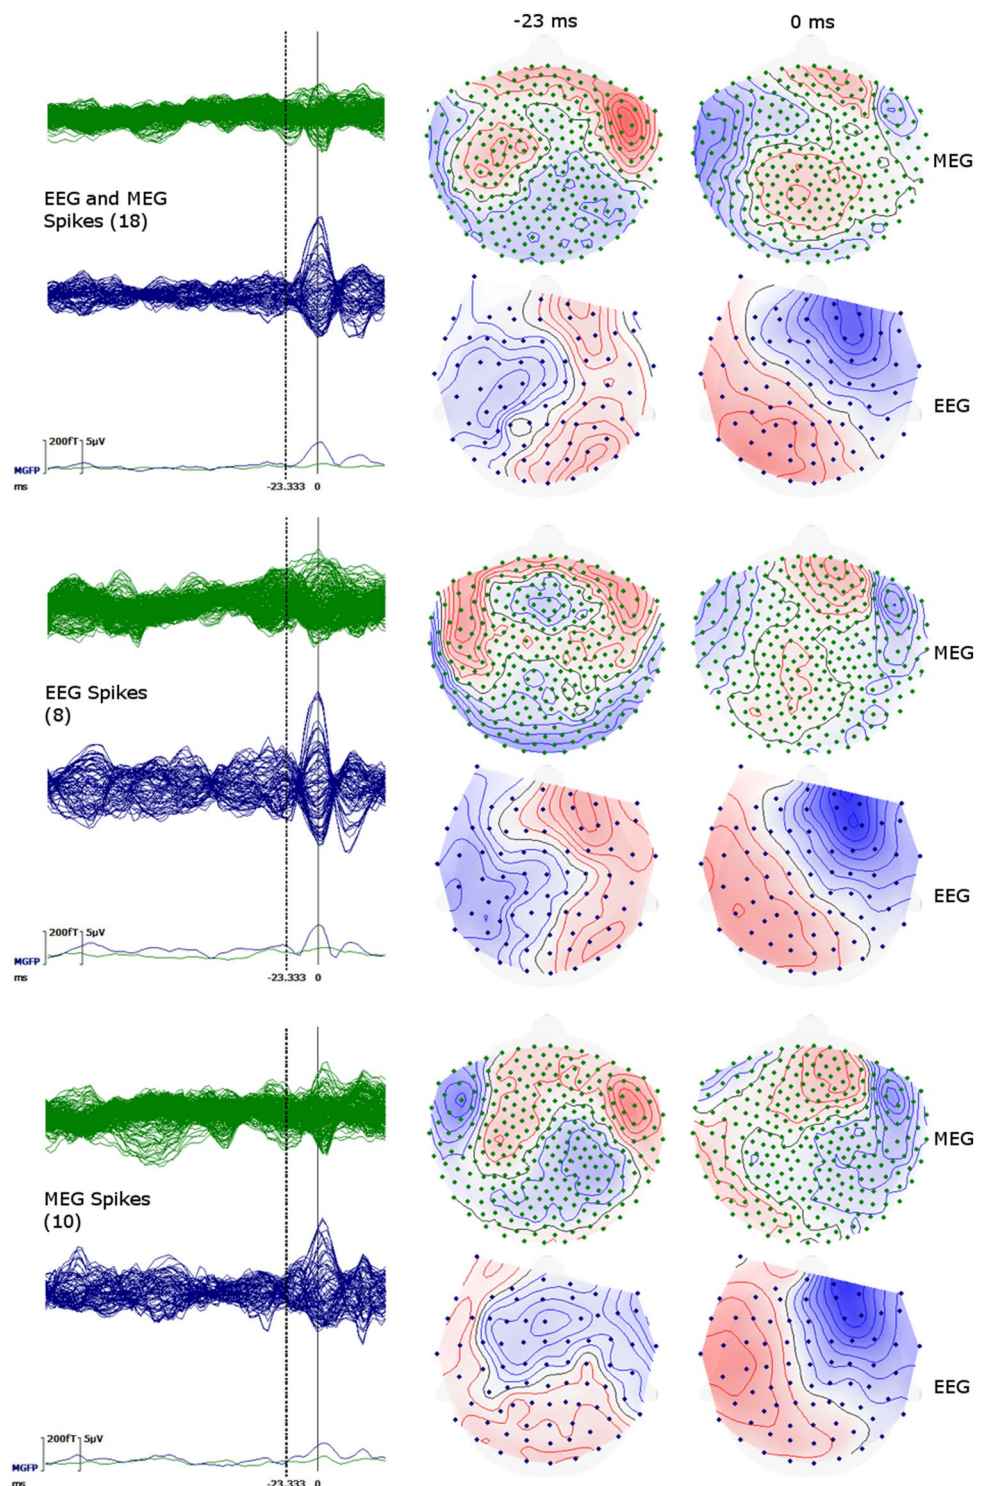 -23 ms 0 ms
MEG
EEG and MEG
Spikes (18)
EEG
200fT 5µV
MGFP
ms -23.333 0
MEG
EEG Spikes
(8)
EEG
200fT 5µV
MGFP
ms -23.333 0
MEG
MEG Spikes
(10)
EEG
200fT 5µV
MGFP
ms -23.333 0